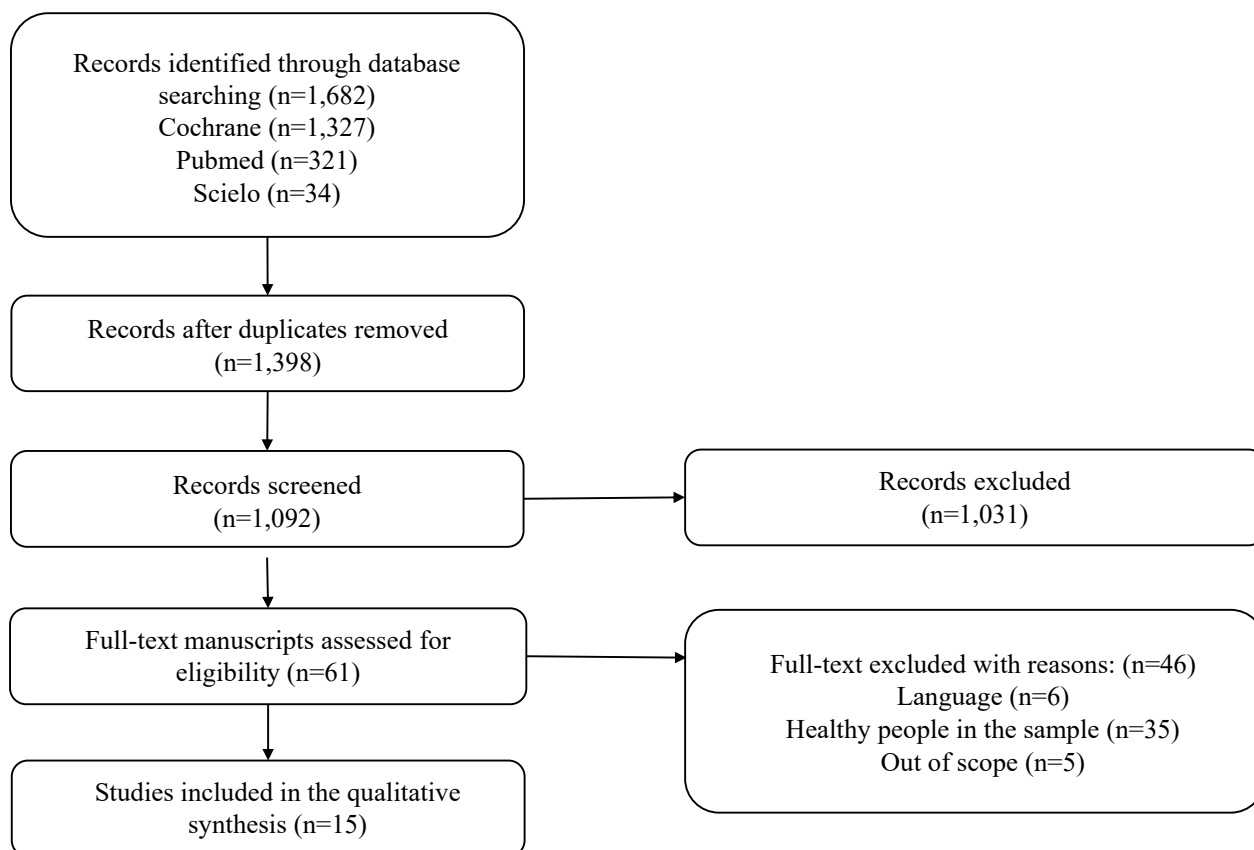 Records identified through database
searching (n=1,682)
Cochrane (n=1,327)
Pubmed (n=321)
Scielo (n=34)
Records after duplicates removed
(n=1,398)
Records screened
(n=1,092)
Records excluded
(n=1,031)
Full-text manuscripts assessed for
eligibility (n=61)
Full-text excluded with reasons: (n=46)
Language (n=6)
Healthy people in the sample (n=35)
Out of scope (n=5)
Studies included in the qualitative
synthesis (n=15)